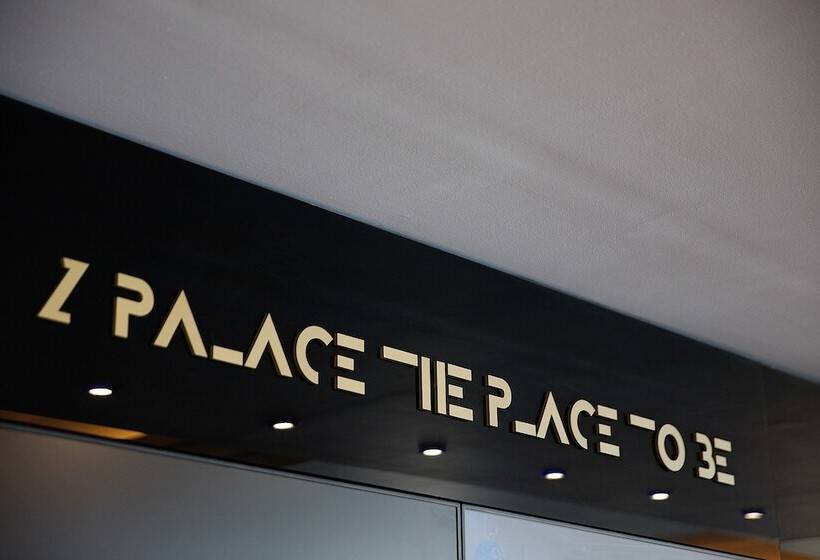 Z PALACE THE PLACE TO BE